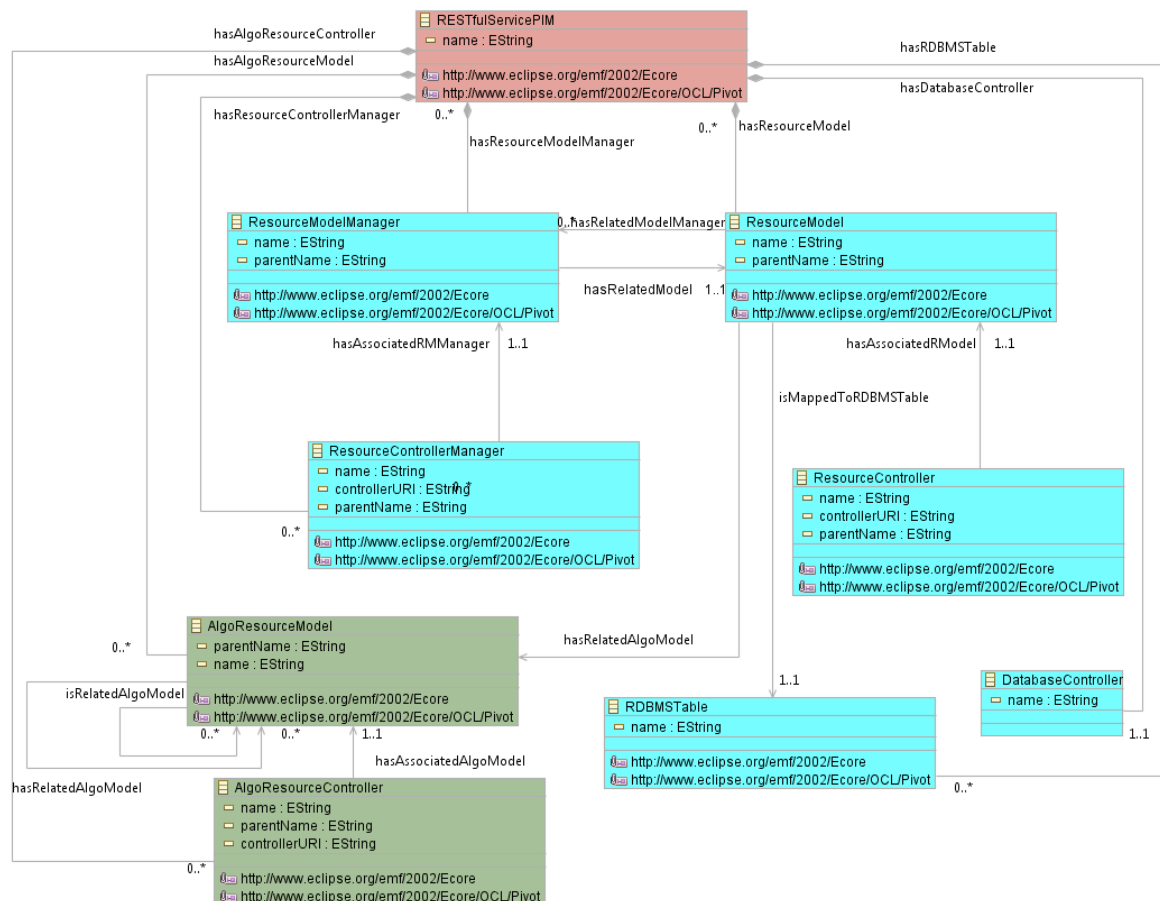 RESTfulServicePIM
name : EString
http://www.eclipse.org/emf/2002/Ecore
http://www.eclipse.org/emf/2002/Ecore/OCL/Pivot
hasAlgoResourceController
hasAlgoResourceModel
hasResourceControllerManager
hasRDBMSTable
hasDatabaseController
0..*
hasResourceModelManager
0..*
hasResourceModel
ResourceModelManager
name : EString
parentName : EString
http://www.eclipse.org/emf/2002/Ecore
http://www.eclipse.org/emf/2002/Ecore/OCL/Pivot
0..*
hasRelatedModelManager
hasRelatedModel
1..1
ResourceModel
name : EString
parentName : EString
http://www.eclipse.org/emf/2002/Ecore
http://www.eclipse.org/emf/2002/Ecore/OCL/Pivot
hasAssociatedRMManager
1..1
hasAssociatedRModel
1..1
isMappedToRDBMSTable
ResourceControllerManager
name : EString
controllerURI : EString
0..*
parentName : EString
http://www.eclipse.org/emf/2002/Ecore
http://www.eclipse.org/emf/2002/Ecore/OCL/Pivot
0..*
ResourceController
name : EString
controllerURI : EString
parentName : EString
http://www.eclipse.org/emf/2002/Ecore
http://www.eclipse.org/emf/2002/Ecore/OCL/Pivot
AlgoResourceModel
parentName : EString
name : EString
http://www.eclipse.org/emf/2002/Ecore
http://www.eclipse.org/emf/2002/Ecore/OCL/Pivot
0..*
hasRelatedAlgoModel
isRelatedAlgoModel
0..*
0..*
1..1
hasAssociatedAlgoModel
hasRelatedAlgoModel
1..1
RDBMSTable
name : EString
http://www.eclipse.org/emf/2002/Ecore
http://www.eclipse.org/emf/2002/Ecore/OCL/Pivot
0..*
DatabaseController
name : EString
1..1
AlgoResourceController
name : EString
parentName : EString
controllerURI : EString
http://www.eclipse.org/emf/2002/Ecore
http://www.eclipse.org/emf/2002/Ecore/OCL/Pivot
0..*